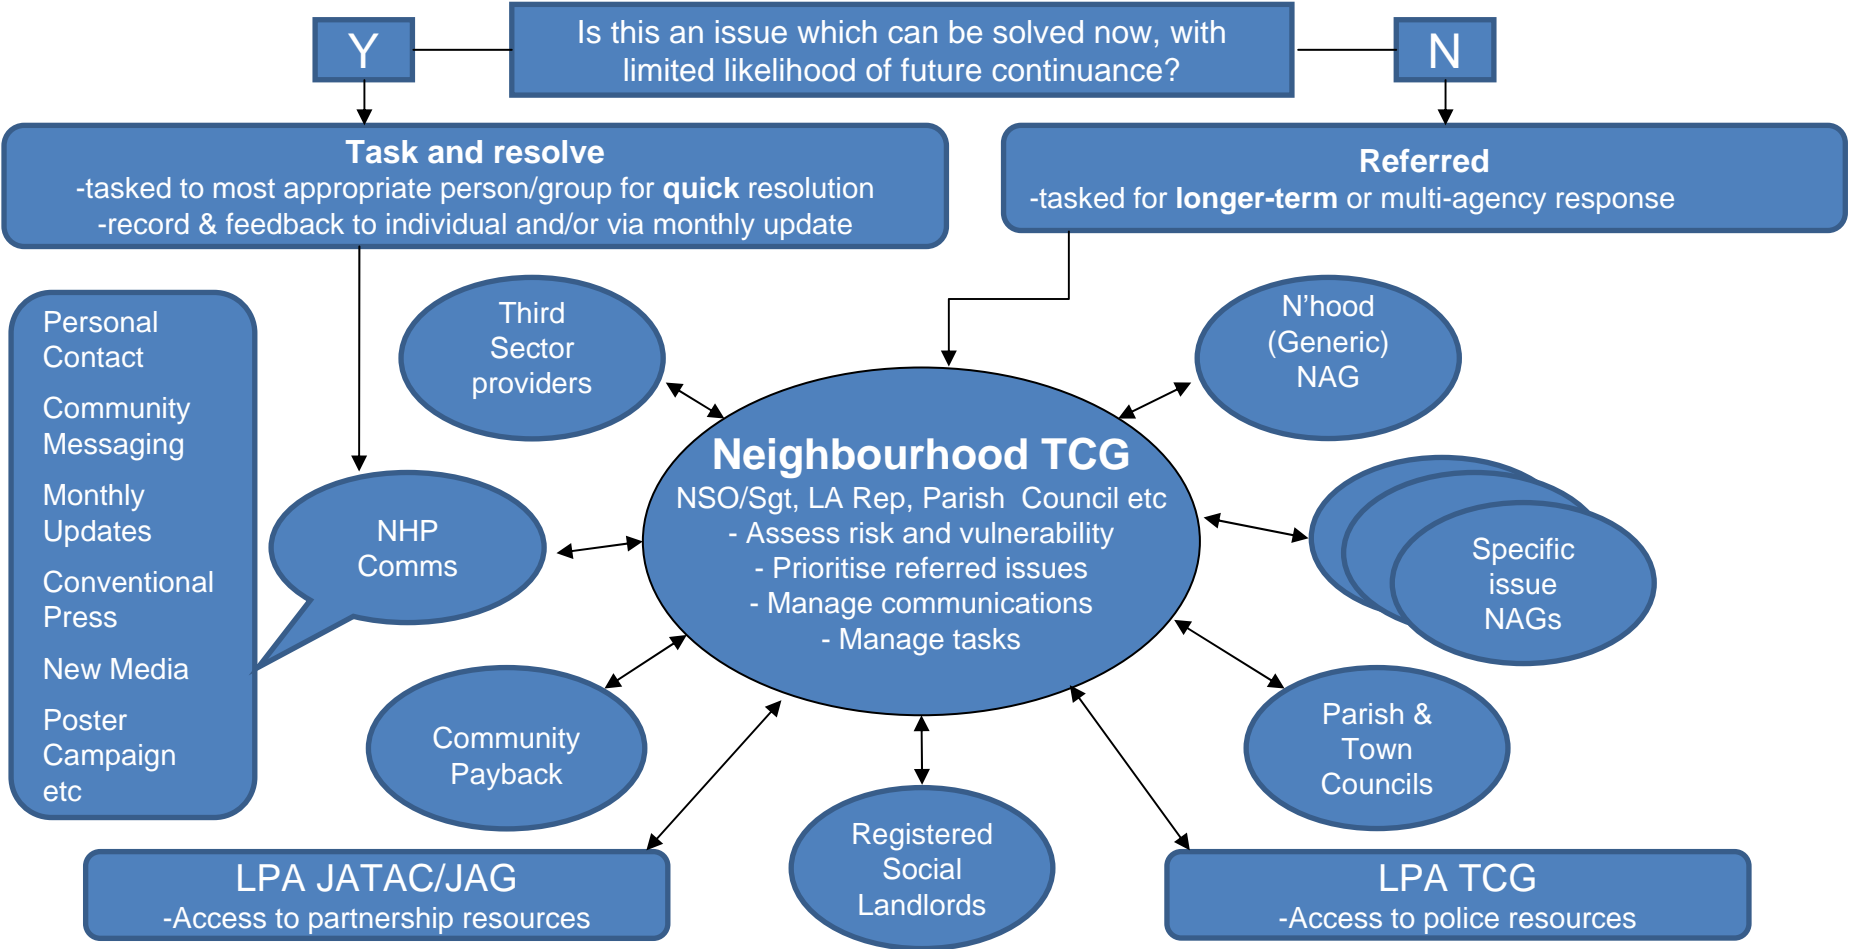 Y
Is this an issue which can be solved now, with
limited likelihood of future continuance?
N
Task and resolve
-tasked to most appropriate person/group for quick resolution
-record & feedback to individual and/or via monthly update
Referred
-tasked for longer-term or multi-agency response
Personal
Contact
Community
Messaging
Monthly
Updates
Conventional
Press
New Media
Poster
Campaign
etc
Third
Sector
providers
N'hood
(Generic)
NAG
NHP
Comms
Neighbourhood TCG
NSO/Sgt, LA Rep, Parish  Council etc
- Assess risk and vulnerability
- Prioritise referred issues
- Manage communications
- Manage tasks
Specific
issue
NAGs
Community
Payback
Parish &
Town
Councils
Registered
Social
Landlords
LPA JATAC/JAG
-Access to partnership resources
LPA TCG
-Access to police resources